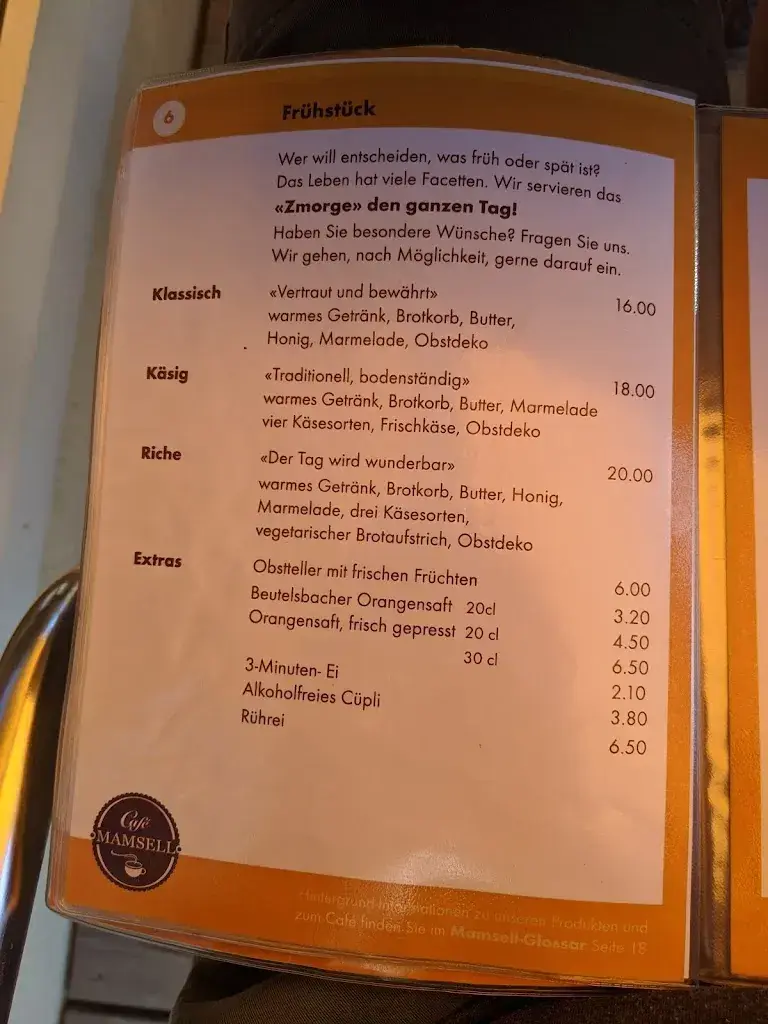 6 Frühstück
Wer will entscheiden, was früh oder spät ist?
Das Leben hat viele Facetten. Wir servieren das
«Zmorge» den ganzen Tag!
Haben Sie besondere Wünsche? Fragen Sie uns.
Wir gehen, nach Möglichkeit, gerne darauf ein.
Klassisch «Vertraut und bewährt» 16.00
warmes Getränk, Brotkorb, Butter,
Honig, Marmelade, Obstdeko
Käsig «Traditionell, bodenständig» 18.00
warmes Getränk, Brotkorb, Butter, Marmelade
vier Käsesorten, Frischkäse, Obstdeko
Riche «Der Tag wird wunderbar» 20.00
warmes Getränk, Brotkorb, Butter, Honig,
Marmelade, drei Käsesorten,
vegetarischer Brotaufstrich, Obstdeko
Extras Obstteller mit frischen Früchten 6.00
Beutelsbacher Orangensaft 20cl 3.20
Orangensaft, frisch gepresst 20 cl 4.50
30 cl 6.50
3-Minuten- Ei 2.10
Alkoholfreies Cüpli 3.80
Rührei 6.50
Café
MAMSELL
Hintergrund-Informationen zu unseren Produkten und
zum Café finden Sie im Mamsell-Glossar Seite 18